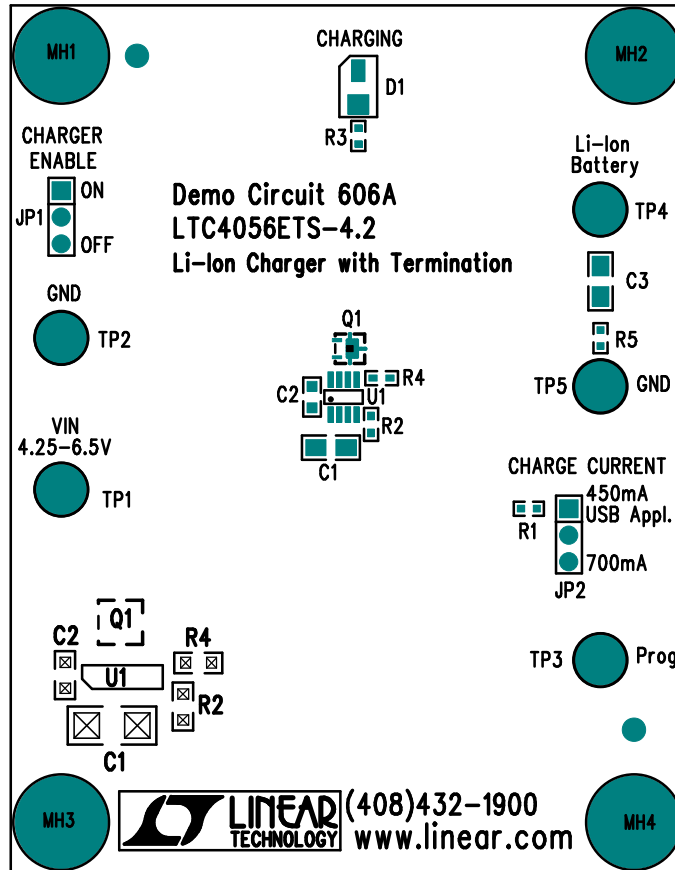 MH1
MH2
CHARGING
D1
R3
CHARGER
ENABLE
ON
JP1
OFF
Li-Ion
Battery
TP4
Demo Circuit 606A
LTC4056ETS-4.2
Li-Ion Charger with Termination
C3
GND
TP2
Q1
R5
R4
C2
U1
TP5
GND
R2
VIN
4.25-6.5V
C1
TP1
CHARGE CURRENT
450mA
USB Appl.
R1
700mA
JP2
Q1
C2
R4
U1
R2
C1
TP3
Prog
MH3
LINEAR
TECHNOLOGY
(408)432-1900
www.linear.com
MH4